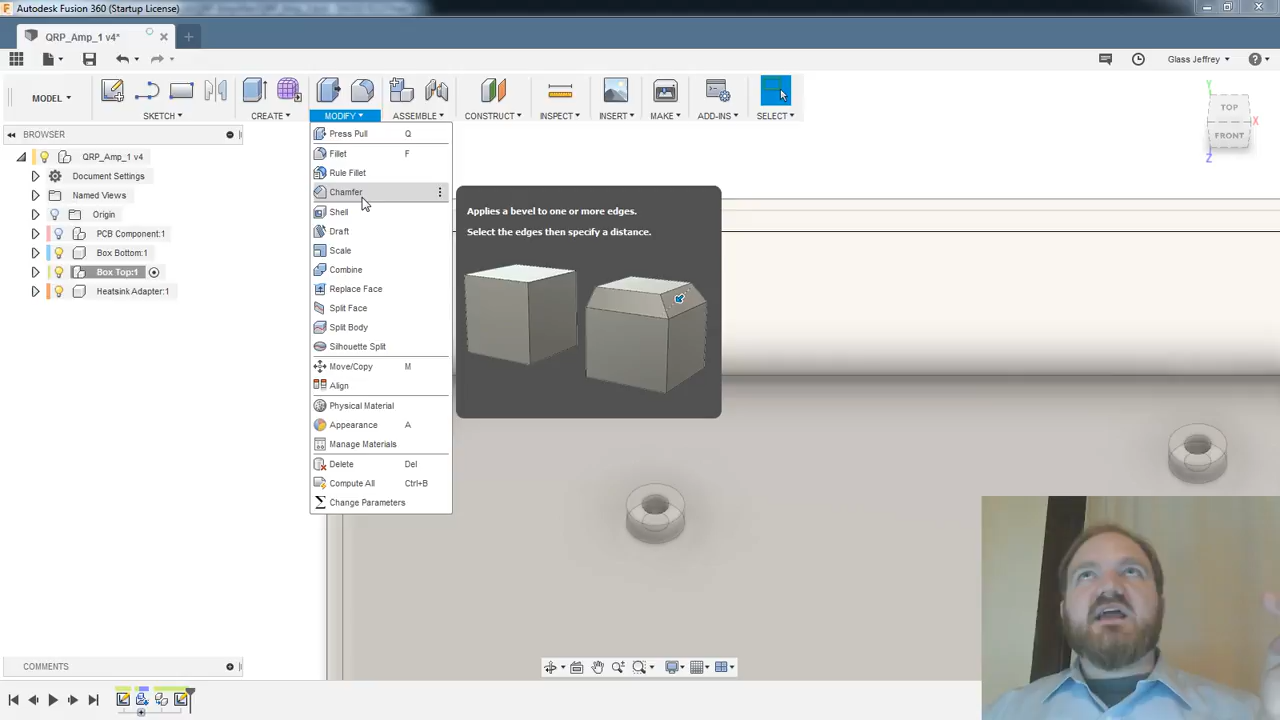 Autodesk Fusion 360 (Startup License)
QRP_Amp_1 v4*
Glass Jeffrey
MODEL
SKETCH
CREATE
MODIFY
ASSEMBLE
CONSTRUCT
INSPECT
INSERT
MAKE
ADD-INS
SELECT
BROWSER
QRP_Amp_1 v4
Document Settings
Named Views
Origin
PCB Component:1
Box Bottom:1
Box Top:1
Heatsink Adapter:1
Press Pull Q
Fillet F
Rule Fillet
Chamfer
Shell
Draft
Scale
Combine
Replace Face
Split Face
Split Body
Silhouette Split
Move/Copy M
Align
Physical Material
Appearance A
Manage Materials
Delete Del
Compute All Ctrl+B
Change Parameters
Applies a bevel to one or more edges.
Select the edges then specify a distance.
Y
TOP
X
FRONT
Z
COMMENTS